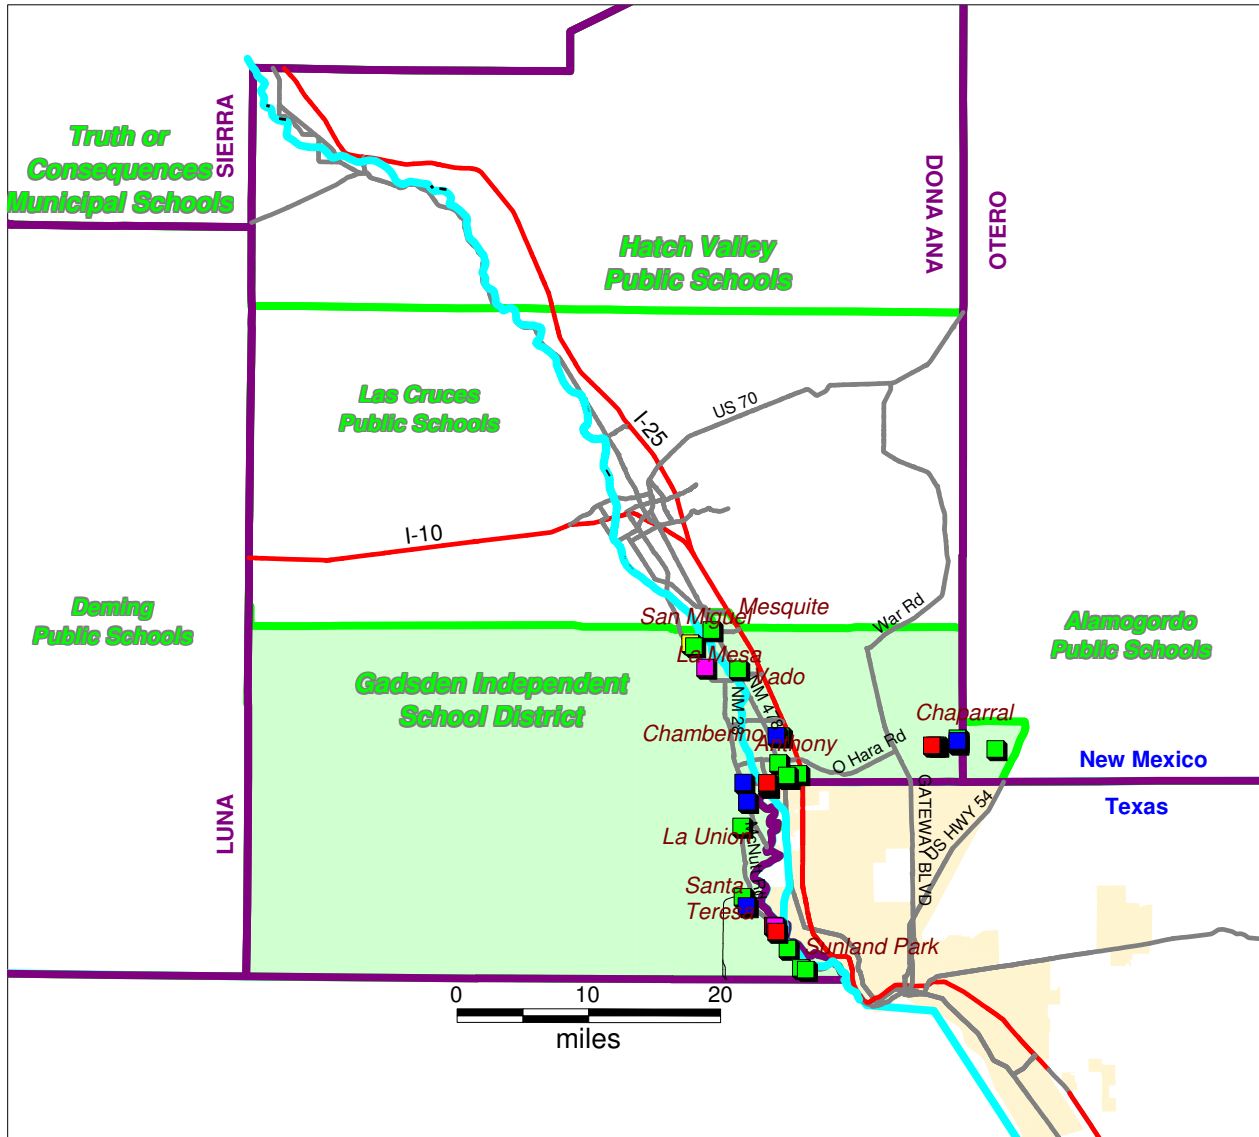 SIERRA
Truth or
Consequences
Municipal Schools
DONA ANA
OTERO
Hatch Valley
Public Schools
Las Cruces
Public Schools
US 70
I-25
I-10
Deming
Public Schools
San Miguel
Mesquite
War Rd
Alamogordo
Public Schools
La Mesa
Vado
Gadsden Independent
School District
NM 28
NM 478
Chaparral
Chamberino
Anthony
O Hara Rd
New Mexico
Texas
GATEWAY BLVD
US HWY 54
LUNA
La Union
McNutt Rd
Santa
Teresa
Sunland Park
0 10 20
miles